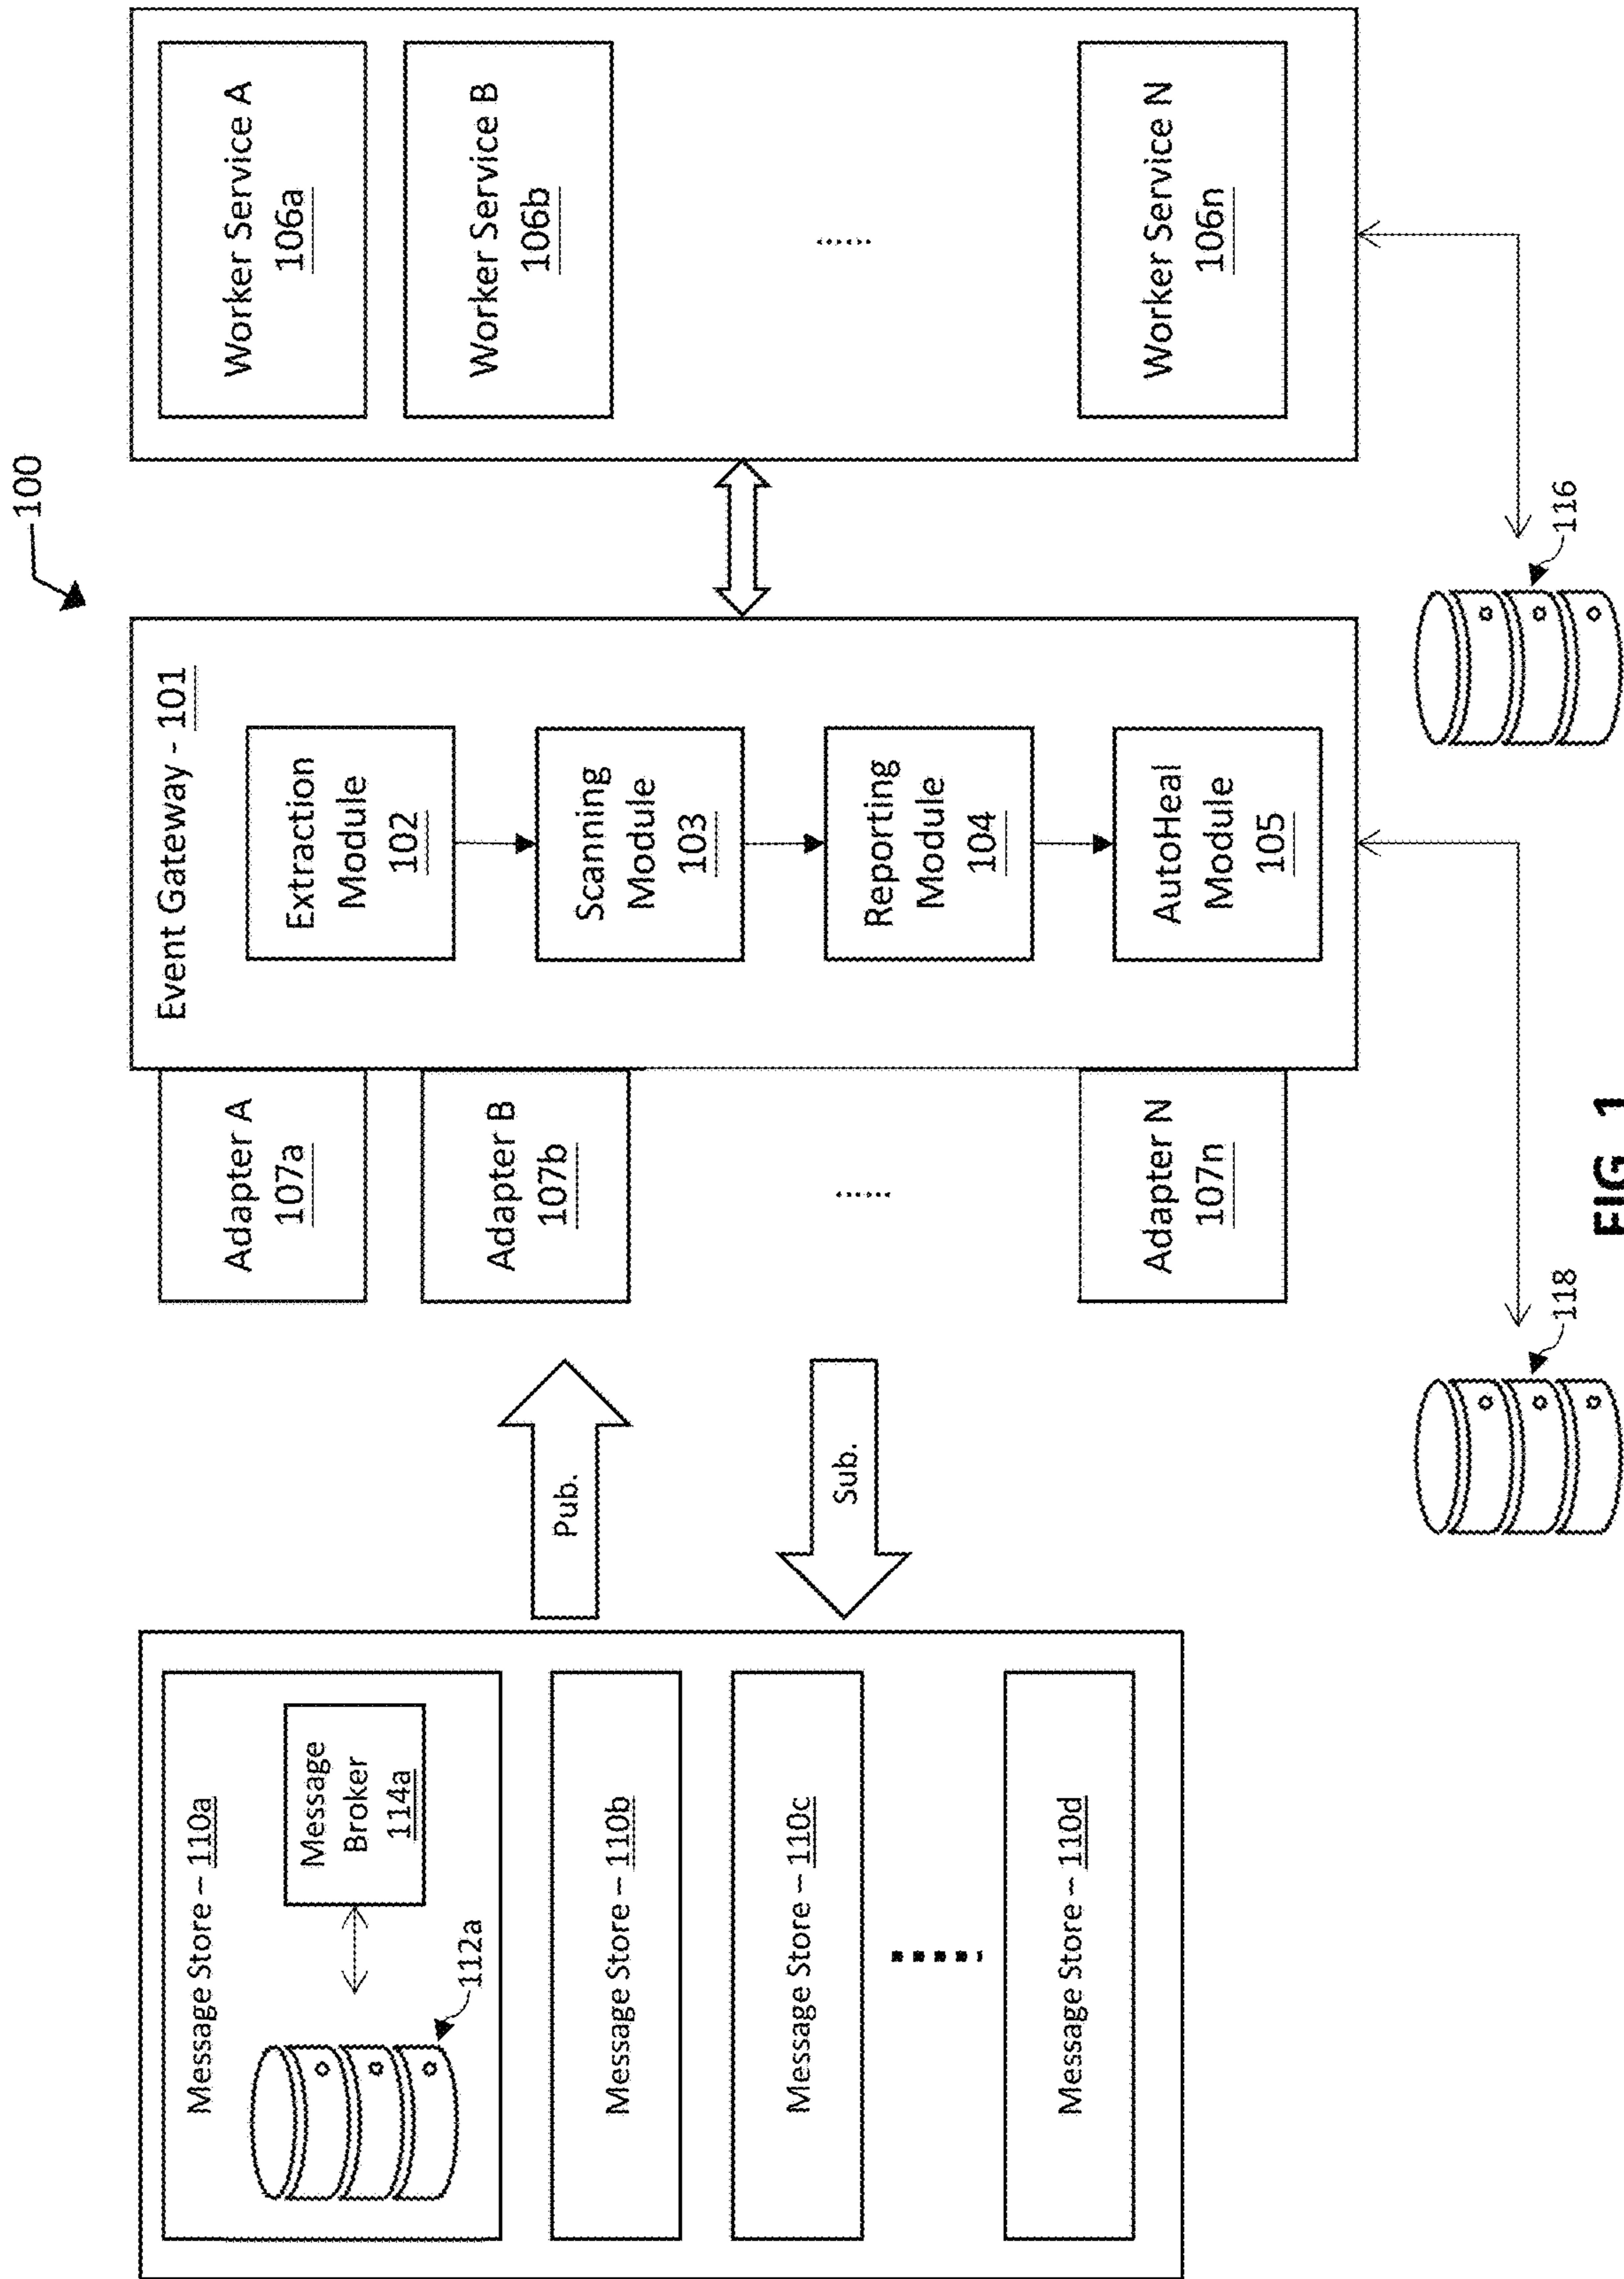 100
Message Store – 110a
Message
Broker
114a
112a
Message Store – 110b
Message Store – 110c
Message Store – 110d
Pub.
Sub.
Adapter A
107a
Adapter B
107b
......
Adapter N
107n
Event Gateway - 101
Extraction
Module
102
Scanning
Module
103
Reporting
Module
104
AutoHeal
Module
105
Worker Service A
106a
Worker Service B
106b
......
Worker Service N
106n
118
116
FIG. 1